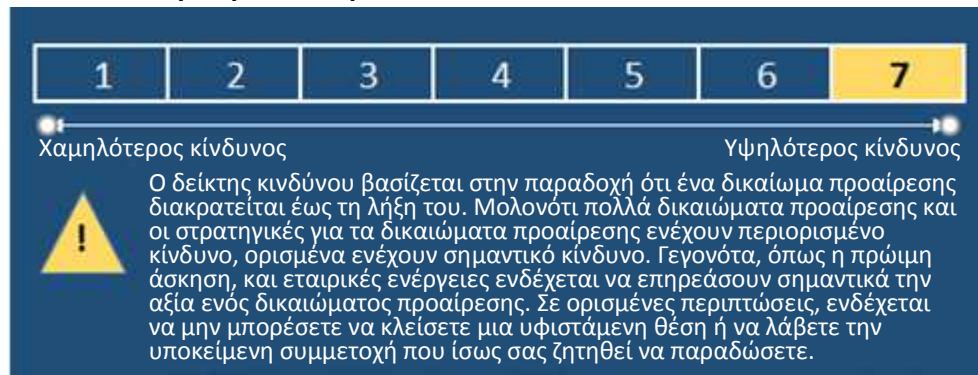 1 2 3 4 5 6 7
Χαμηλότερος κίνδυνος Υψηλότερος κίνδυνος
Ο δείκτης κινδύνου βασίζεται στην παραδοχή ότι ένα δικαίωμα προαίρεσης
διακρατείται έως τη λήξη του. Μολονότι πολλά δικαιώματα προαίρεσης και
! οι στρατηγικές για τα δικαιώματα προαίρεσης ενέχουν περιορισμένο
κίνδυνο, ορισμένα ενέχουν σημαντικό κίνδυνο. Γεγονότα, όπως η πρώιμη
άσκηση, και εταιρικές ενέργειες ενδέχεται να επηρεάσουν σημαντικά την
αξία ενός δικαιώματος προαίρεσης. Σε ορισμένες περιπτώσεις, ενδέχεται
να μην μπορέσετε να κλείσετε μια υφιστάμενη θέση ή να λάβετε την
υποκείμενη συμμετοχή που ίσως σας ζητηθεί να παραδώσετε.